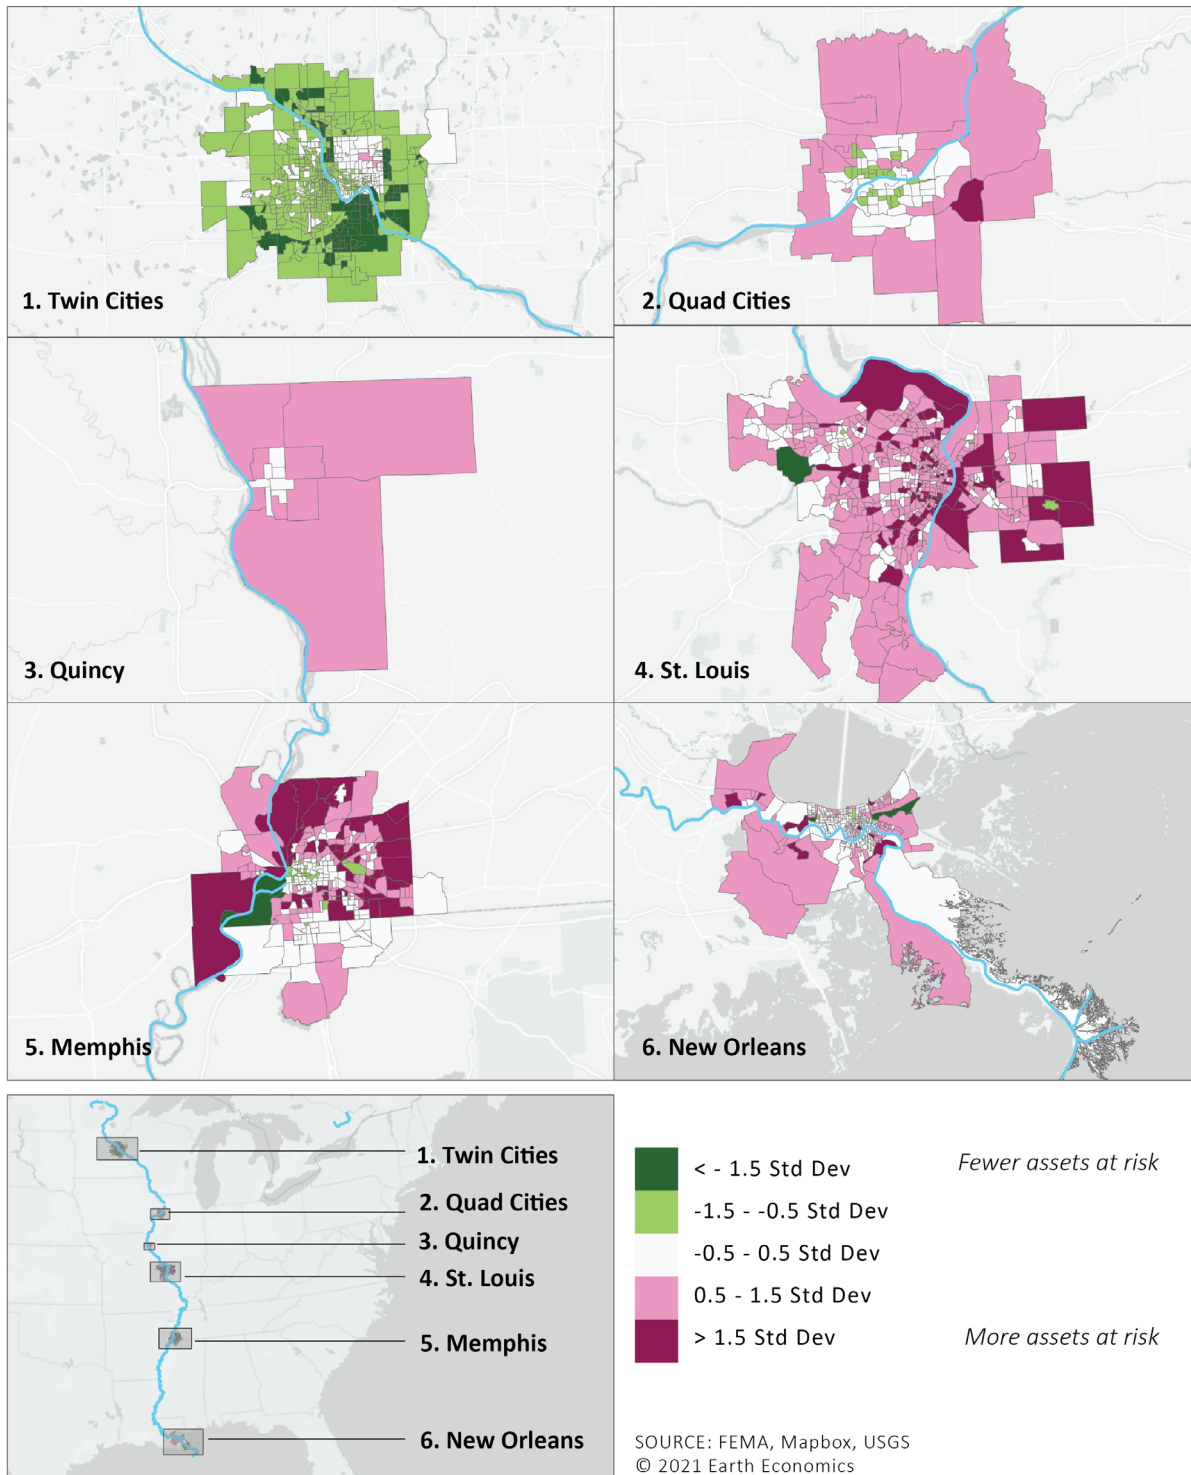 1. Twin Cities
2. Quad Cities
3. Quincy
4. St. Louis
5. Memphis
6. New Orleans
1. Twin Cities
2. Quad Cities
3. Quincy
4. St. Louis
5. Memphis
6. New Orleans
< - 1.5 Std Dev
Fewer assets at risk
-1.5 - -0.5 Std Dev
-0.5 - 0.5 Std Dev
0.5 - 1.5 Std Dev
> 1.5 Std Dev
More assets at risk
SOURCE: FEMA, Mapbox, USGS
© 2021 Earth Economics